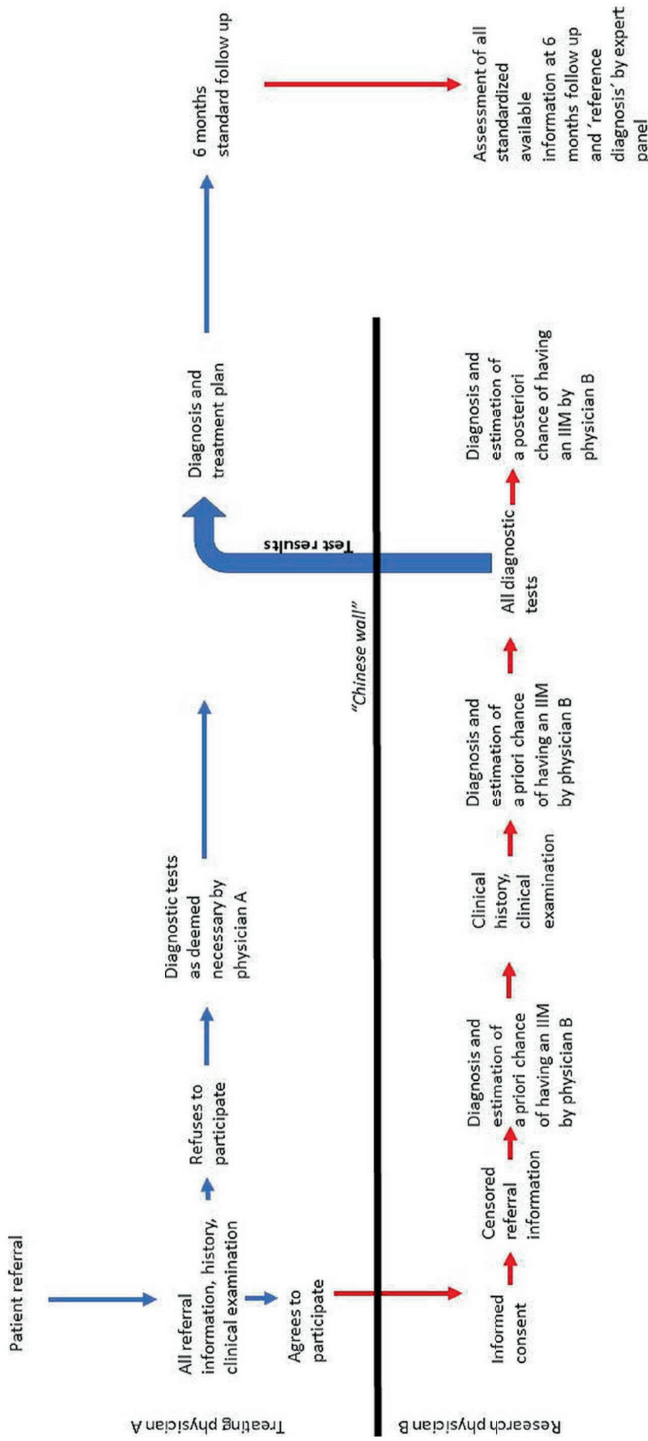 Patient referral
Treating physician A
All referral
information, history,
clinical examination
Refuses to
participate
Agrees to
participate
Diagnostic tests
as deemed
necessary by
physician A
Diagnosis and
treatment plan
6 months
standard follow up
Test results
"Chinese wall"
Research physician B
Informed
consent
Censored
referral
information
Diagnosis and
estimation of
a priori chance
of having an IIM
by physician B
Clinical
history,
clinical
examination
Diagnosis and
estimation of
a priori chance
of having an IIM
by physician B
All diagnostic
tests
Diagnosis and
estimation of
a posteriori
chance of having
an IIM by
physician B
Assessment of all
standardized
available
information at 6
months follow up
and ‘reference
diagnosis’ by expert
panel